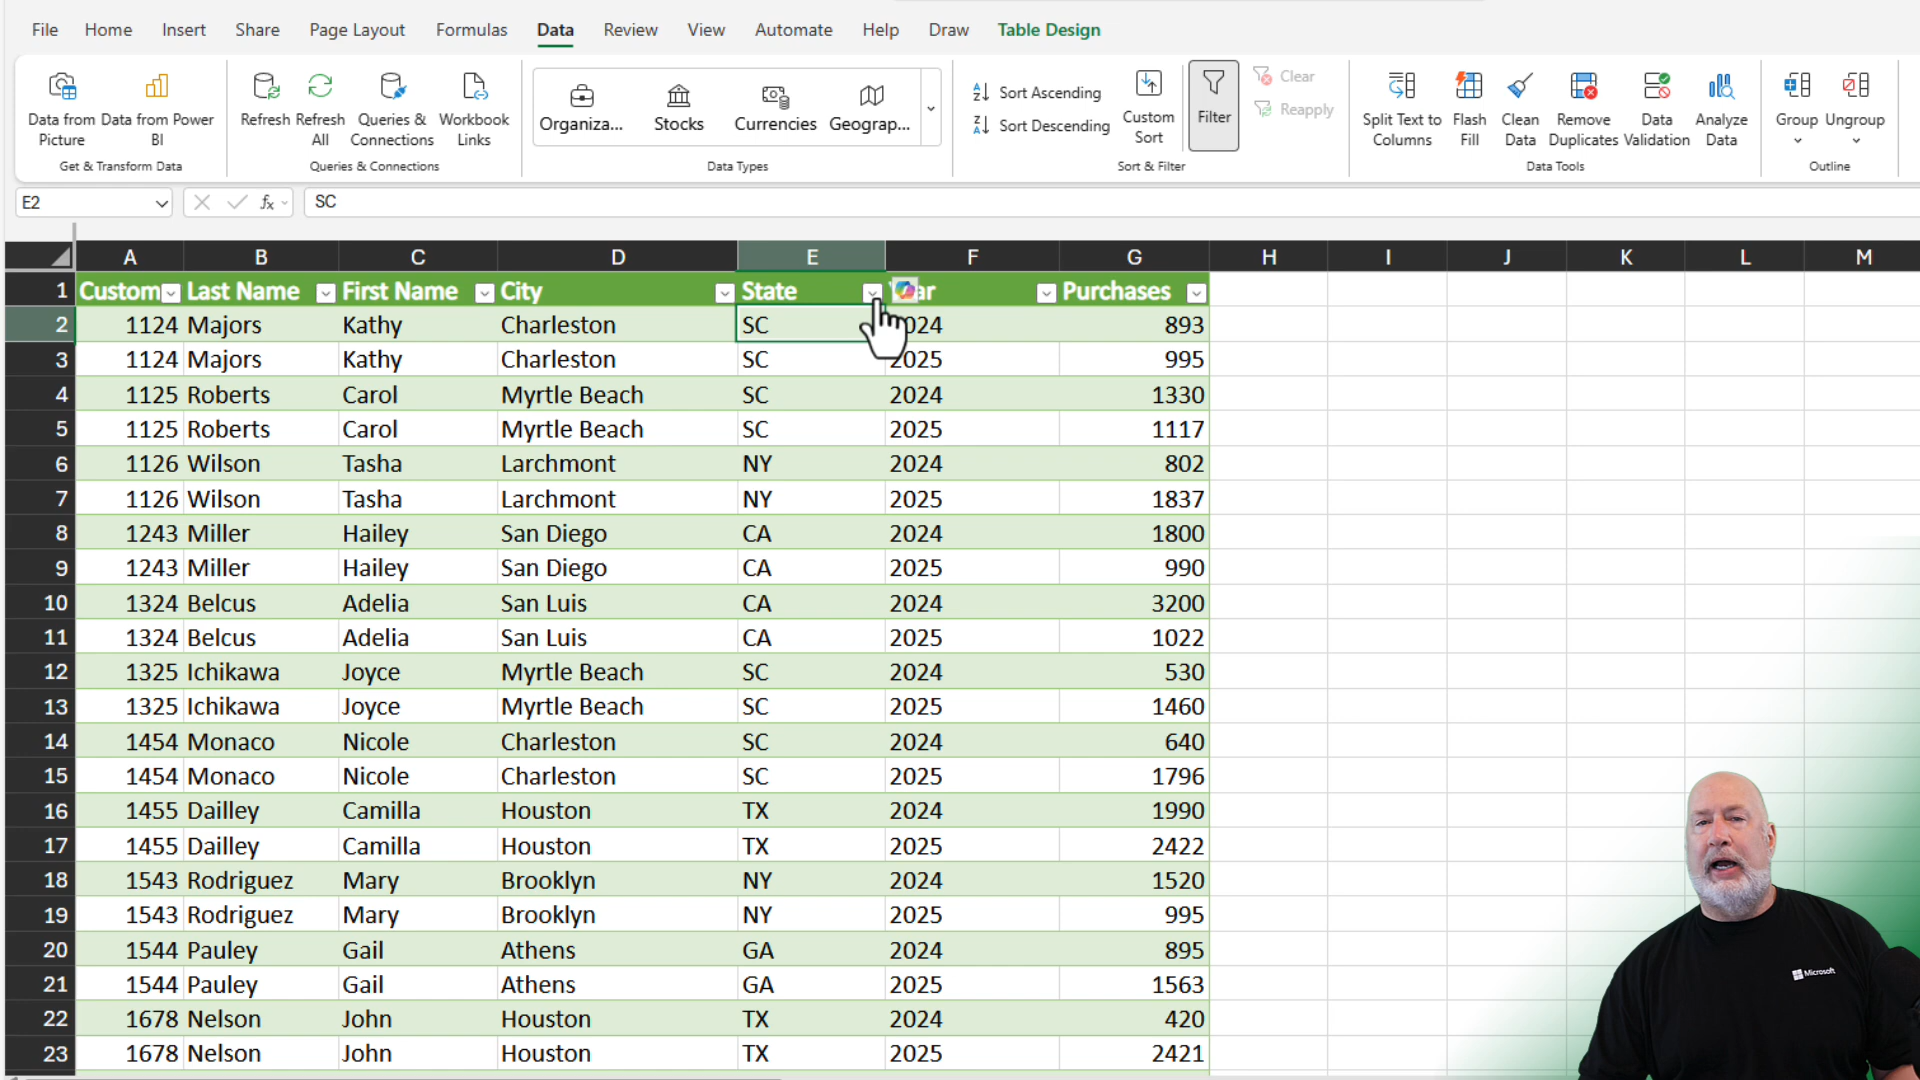 File Home Insert Share Page Layout Formulas Data Review View Automate Help Draw Table Design
Data from Picture
Data from Power BI
Get & Transform Data
Refresh
Refresh All
Queries & Connections
Workbook Links
Queries & Connections
Organiza... Stocks Currencies Geograp...
Data Types
Sort Ascending
Sort Descending
Custom Sort
Filter
Clear
Reapply
Sort & Filter
Split Text to Columns
Flash Fill
Clean Data
Remove Duplicates
Data Validation
Analyze Data
Data Tools
Group Ungroup
Outline
E2 fx SC
A B C D E F G H I J K L M
1 Custom Last Name First Name City State ar Purchases
2 1124 Majors Kathy Charleston SC 024 893
3 1124 Majors Kathy Charleston SC 2025 995
4 1125 Roberts Carol Myrtle Beach SC 2024 1330
5 1125 Roberts Carol Myrtle Beach SC 2025 1117
6 1126 Wilson Tasha Larchmont NY 2024 802
7 1126 Wilson Tasha Larchmont NY 2025 1837
8 1243 Miller Hailey San Diego CA 2024 1800
9 1243 Miller Hailey San Diego CA 2025 990
10 1324 Belcus Adelia San Luis CA 2024 3200
11 1324 Belcus Adelia San Luis CA 2025 1022
12 1325 Ichikawa Joyce Myrtle Beach SC 2024 530
13 1325 Ichikawa Joyce Myrtle Beach SC 2025 1460
14 1454 Monaco Nicole Charleston SC 2024 640
15 1454 Monaco Nicole Charleston SC 2025 1796
16 1455 Dailley Camilla Houston TX 2024 1990
17 1455 Dailley Camilla Houston TX 2025 2422
18 1543 Rodriguez Mary Brooklyn NY 2024 1520
19 1543 Rodriguez Mary Brooklyn NY 2025 995
20 1544 Pauley Gail Athens GA 2024 895
21 1544 Pauley Gail Athens GA 2025 1563
22 1678 Nelson John Houston TX 2024 420
23 1678 Nelson John Houston TX 2025 2421
Microsoft